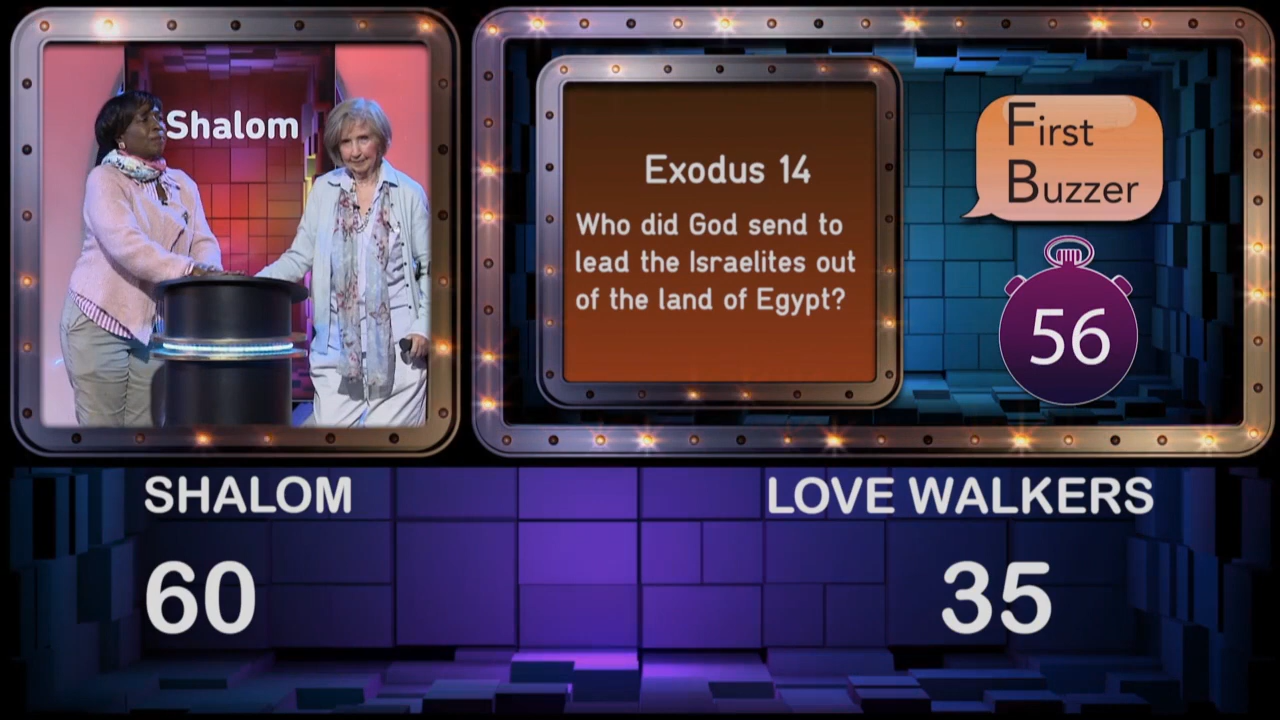 Shalom
Exodus 14
Who did God send to
lead the Israelites out
of the land of Egypt?
First
Buzzer
56
SHALOM
LOVE WALKERS
60
35